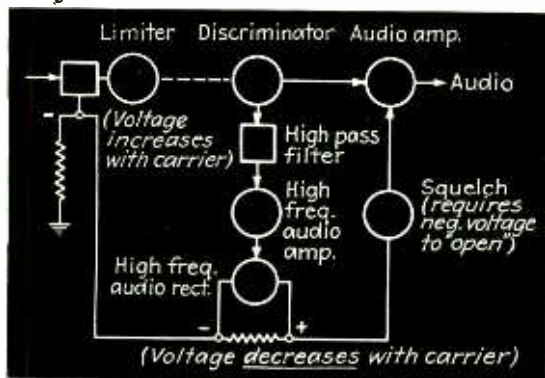 Limiter Discriminator Audio amp.
Audio
-
(Voltage
increases
with carrier)
High pass
filter
High
freq.
audio
amp.
Squelch
(requires
neg. voltage
to "open")
High freq.
audio rect.
- +
(Voltage decreases with carrier)